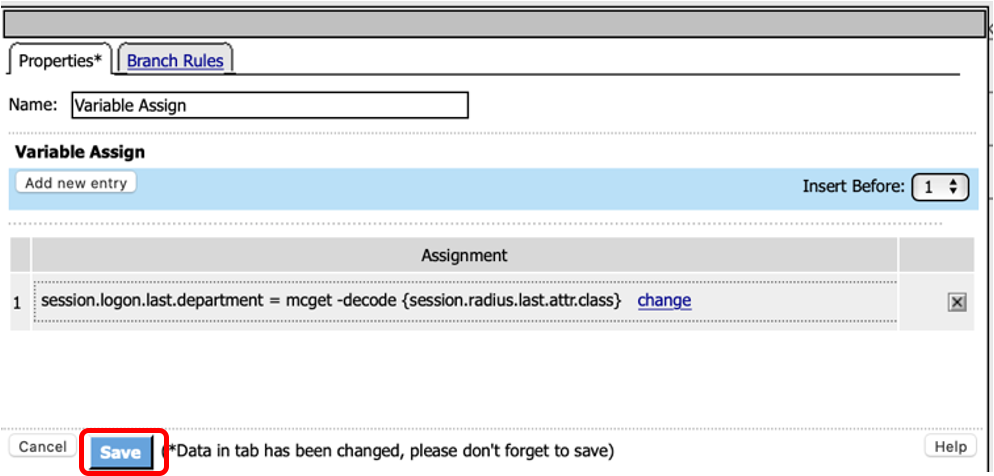 Properties* Branch Rules
Name: Variable Assign
Variable Assign
Add new entry Insert Before: 1
Assignment
1 session.logon.last.department = mcget -decode {session.radius.last.attr.class} change
Cancel Save (*Data in tab has been changed, please don't forget to save) Help